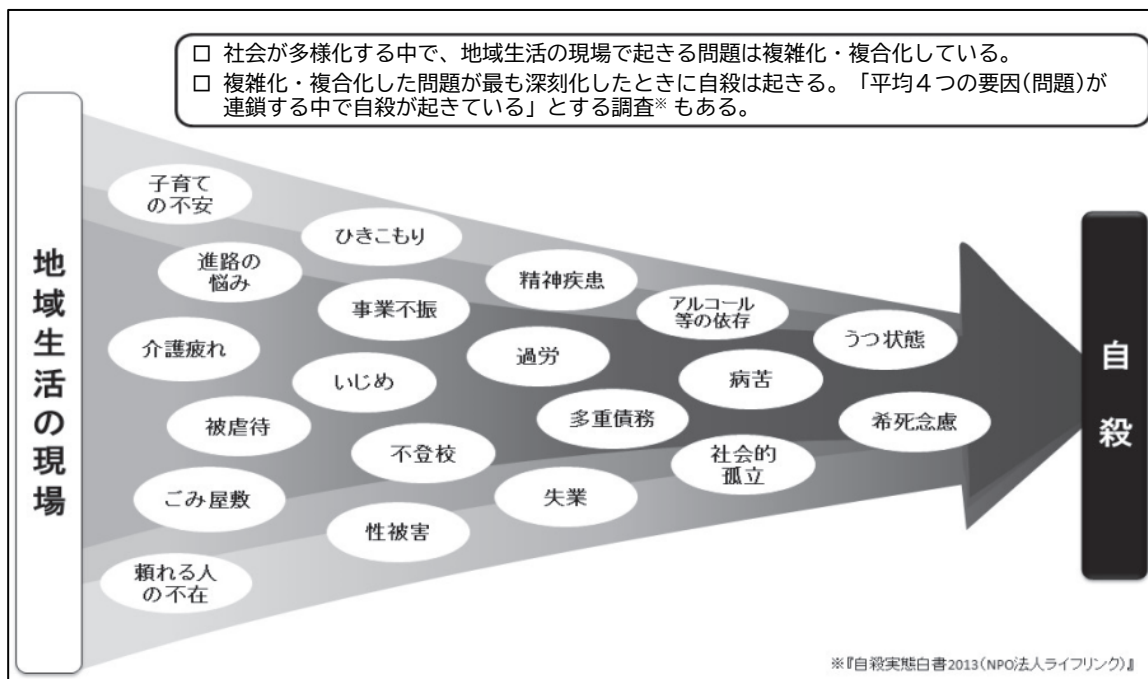 □ 社会が多様化する中で、地域生活の現場で起きる問題は複雑化・複合化している。
□ 複雑化・複合化した問題が最も深刻化したときに自殺は起きる。「平均４つの要因(問題)が
連鎖する中で自殺が起きている」とする調査※もある。
地域生活の現場
子育て
の不安
ひきこもり
進路の
悩み
精神疾患
事業不振
アルコール
等の依存
うつ状態
介護疲れ
過労
いじめ
病苦
被虐待
多重債務
希死念慮
不登校
社会的
孤立
ごみ屋敷
失業
性被害
頼れる人
の不在
自殺
※『自殺実態白書2013(NPO法人ライフリンク)』